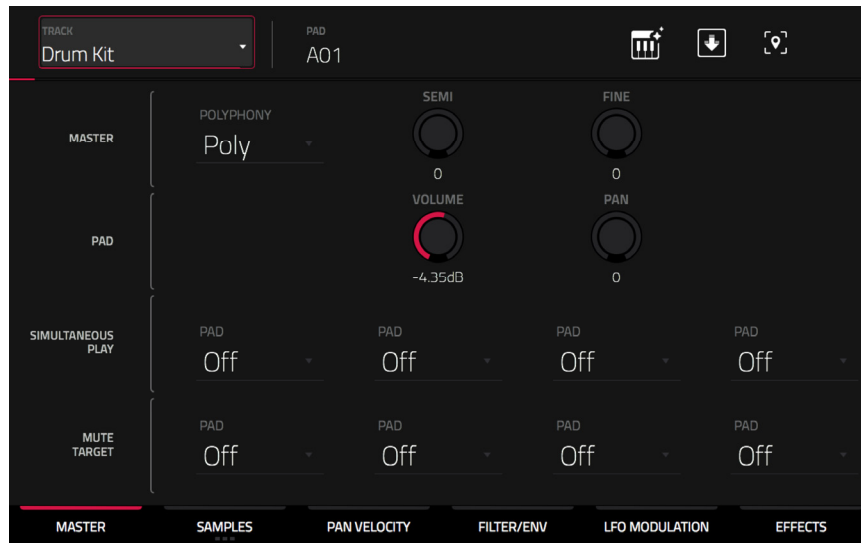 TRACK
Drum Kit
PAD
A01
MASTER
POLYPHONY
Poly
SEMI
0
FINE
0
PAD
VOLUME
-4.35dB
PAN
0
SIMULTANEOUS
PLAY
PAD PAD PAD PAD
Off Off Off Off
MUTE
TARGET
PAD PAD PAD PAD
Off Off Off Off
MASTER SAMPLES PAN VELOCITY FILTER/ENV LFO MODULATION EFFECTS